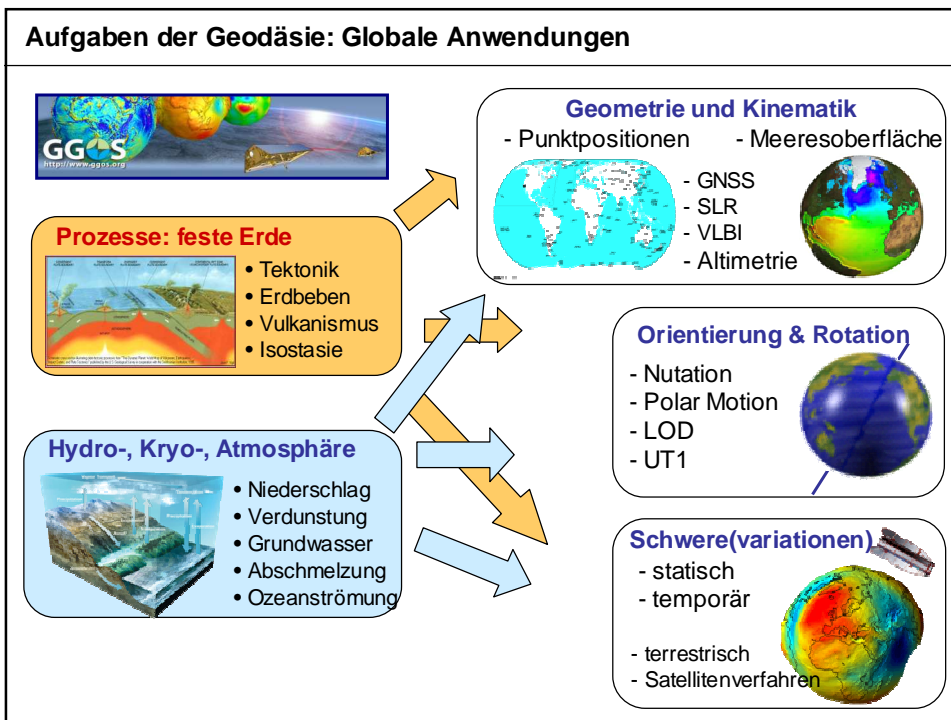 Aufgaben der Geodäsie: Globale Anwendungen
GGOS
http://www.ggos.org
Geometrie und Kinematik
- Punktpositionen
- Meeresoberfläche
- GNSS
- SLR
- VLBI
- Altimetrie
Prozesse: feste Erde
• Tektonik
• Erdbeben
• Vulkanismus
• Isostasie
Orientierung & Rotation
- Nutation
- Polar Motion
- LOD
- UT1
Hydro-, Kryo-, Atmosphäre
• Niederschlag
• Verdunstung
• Grundwasser
• Abschmelzung
• Ozeanströmung
Schwere(variationen)
- statisch
- temporär
- terrestrisch
- Satellitenverfahren